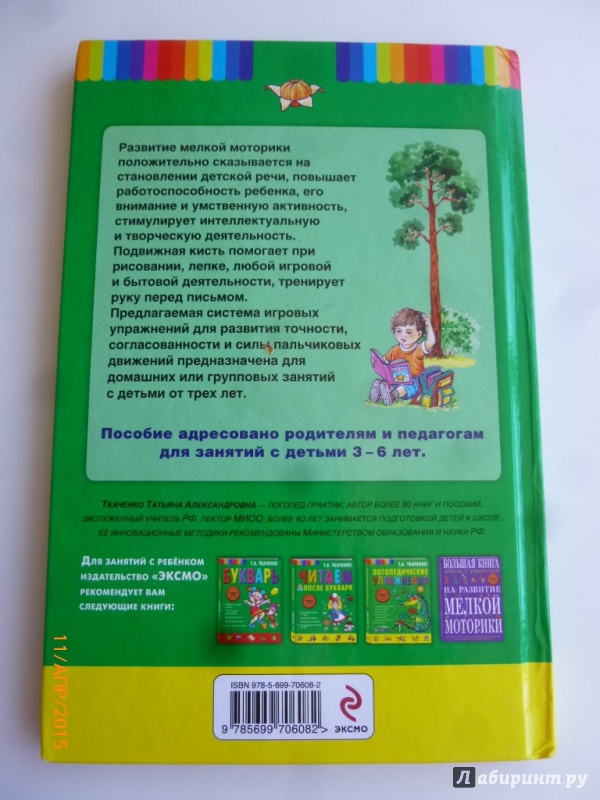 Развитие мелкой моторики
положительно сказывается на
становлении детской речи, повышает
работоспособность ребенка, его
внимание и умственную активность,
стимулирует интеллектуальную
и творческую деятельность.
Подвижная кисть помогает при
рисовании, лепке, любой игровой
и бытовой деятельности, тренирует
руку перед письмом.
Предлагаемая система игровых
упражнений для развития точности,
согласованности и силы пальчиковых
движений предназначена для
домашних или групповых занятий
с детьми от трех лет.
Пособие адресовано родителям и педагогам
для занятий с детьми 3 – 6 лет.
Ткаченко Татьяна Александровна — логопед-практик, автор более 80 книг и пособий,
заслуженный учитель РФ, лектор МИОО, более 40 лет занимается подготовкой детей к школе,
её инновационные методики рекомендованы Министерством образования и науки РФ.
Для занятий с ребёнком
издательство «ЭКСМО»
рекомендует вам
следующие книги:
Т.А. ТКАЧЕНКО
БУКВАРЬ
Т.А. ТКАЧЕНКО
ЧИТАЕМ
ПОСЛЕ БУКВАРЯ
Т.А. ТКАЧЕНКО
ЛОГОПЕДИЧЕСКИЕ
УПРАЖНЕНИЯ
БОЛЬШАЯ КНИГА
НА РАЗВИТИЕ
МЕЛКОЙ
МОТОРИКИ
ISBN 978-5-699-70608-2
9 785699 706082 >
ЭКСМО
11/АПР/2015
Лабиринт.ру